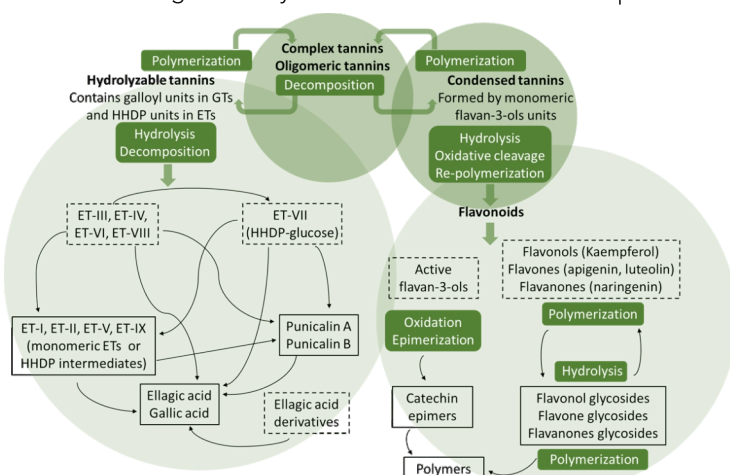 Complex tannins
Oligomeric tannins
Decomposition
Polymerization
Polymerization
Hydrolyzable tannins
Contains galloyl units in GTs
and HHDP units in ETs
Hydrolysis
Decomposition
Condensed tannins
Formed by monomeric
flavan-3-ols units
Hydrolysis
Oxidative cleavage
Re-polymerization
Flavonoids
ET-III, ET-IV,
ET-VI, ET-VIII
ET-VII
(HHDP-glucose)
ET-I, ET-II, ET-V, ET-IX
(monomeric ETs or
HHDP intermediates)
Punicalin A
Punicalin B
Ellagic acid
Gallic acid
Ellagic acid
derivatives
Active
flavan-3-ols
Oxidation
Epimerization
Catechin
epimers
Polymers
Flavonols (Kaempferol)
Flavones (apigenin, luteolin)
Flavanones (naringenin)
Polymerization
Hydrolysis
Flavonol glycosides
Flavone glycosides
Flavanones glycosides
Polymerization